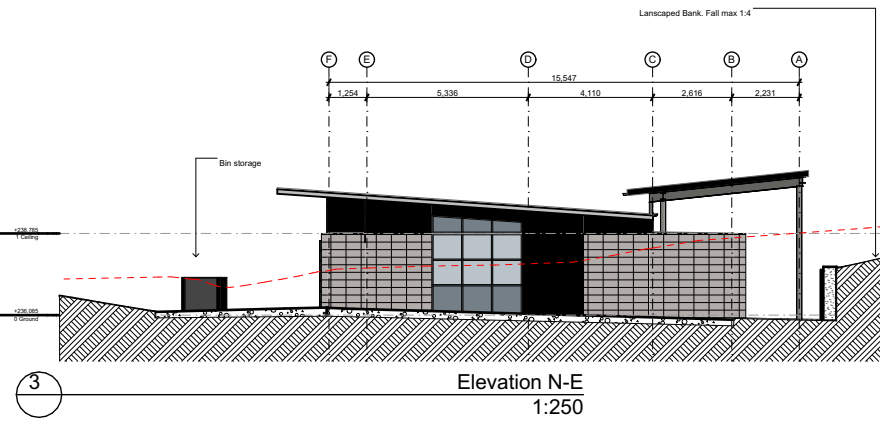 Lanscaped Bank. Fall max 1:4
F E D C B A
15,547
1,254 5,336 4,110 2,616 2,231
Bin storage
+238,785
1 Ceiling
+236,085
0 Ground
3
Elevation N-E
1:250